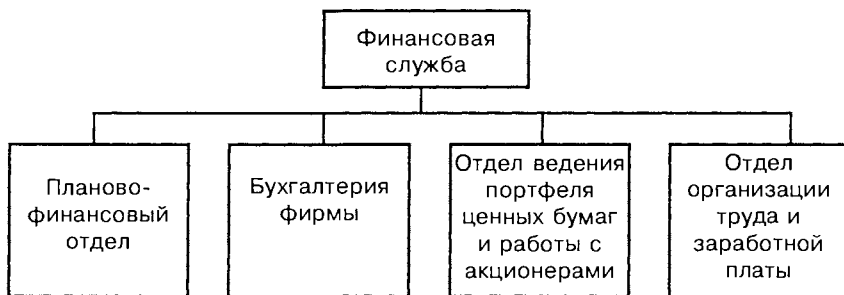 Финансовая
служба
Планово-
финансовый
отдел
Бухгалтерия
фирмы
Отдел ведения
портфеля
ценных бумаг
и работы с
акционерами
Отдел
организации
труда и
заработной
платы